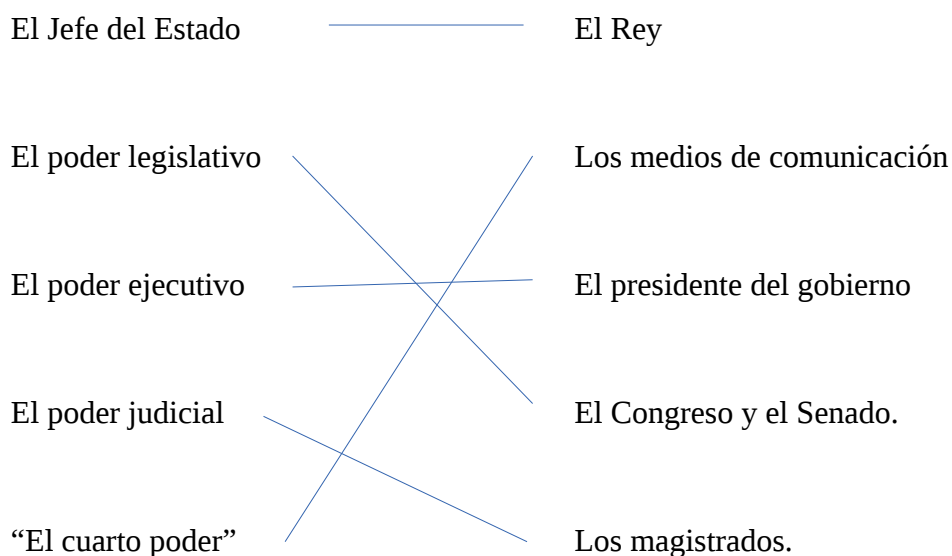 El Jefe del Estado El Rey
El poder legislativo Los medios de comunicación
El poder ejecutivo El presidente del gobierno
El poder judicial El Congreso y el Senado.
“El cuarto poder” Los magistrados.